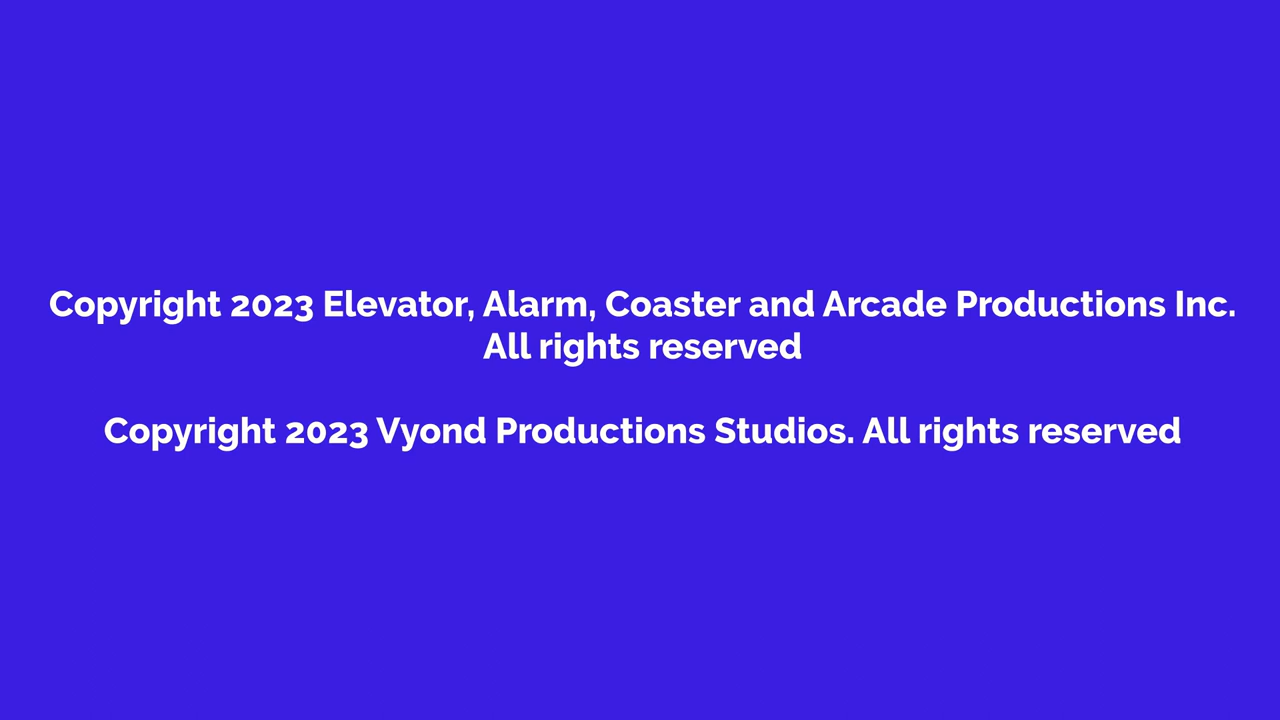 Copyright 2023 Elevator, Alarm, Coaster and Arcade Productions Inc.
All rights reserved
Copyright 2023 Vyond Productions Studios. All rights reserved